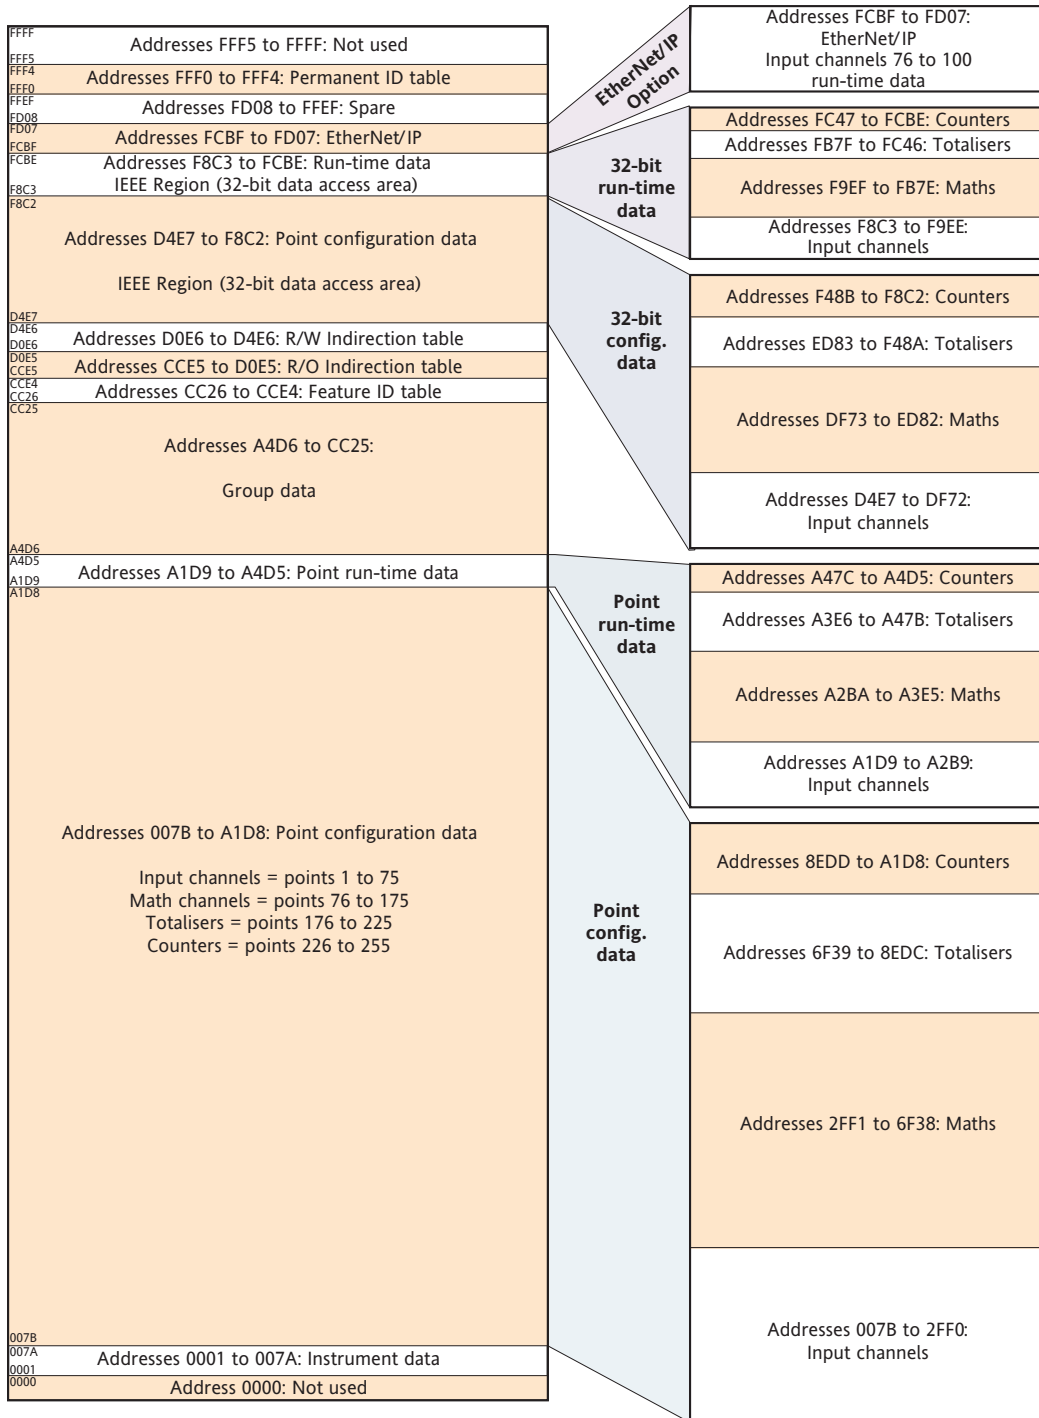 FFFF
Addresses FFF5 to FFFF: Not used
FFF5
FFF4
Addresses FFF0 to FFF4: Permanent ID table
FFF0
FFEF
Addresses FD08 to FFEF: Spare
FD08
FD07
Addresses FCBF to FD07: EtherNet/IP
FCBF
FCBE
Addresses F8C3 to FCBE: Run-time data
IEEE Region (32-bit data access area)
F8C3
F8C2
Addresses D4E7 to F8C2: Point configuration data
IEEE Region (32-bit data access area)
D4E7
D4E6
Addresses D0E6 to D4E6: R/W Indirection table
D0E6
D0E5
Addresses CCE5 to D0E5: R/O Indirection table
CCE5
CCE4
Addresses CC26 to CCE4: Feature ID table
CC26
CC25
Addresses A4D6 to CC25:
Group data
A4D6
A4D5
Addresses A1D9 to A4D5: Point run-time data
A1D9
A1D8
Addresses 007B to A1D8: Point configuration data
Input channels = points 1 to 75
Math channels = points 76 to 175
Totalisers = points 176 to 225
Counters = points 226 to 255
007B
007A
Addresses 0001 to 007A: Instrument data
0001
0000
Address 0000: Not used
EtherNet/IP
Option
Addresses FCBF to FD07:
EtherNet/IP
Input channels 76 to 100
run-time data
32-bit
run-time
data
Addresses FC47 to FCBE: Counters
Addresses FB7F to FC46: Totalisers
Addresses F9EF to FB7E: Maths
Addresses F8C3 to F9EE:
Input channels
32-bit
config.
data
Addresses F48B to F8C2: Counters
Addresses ED83 to F48A: Totalisers
Addresses DF73 to ED82: Maths
Addresses D4E7 to DF72:
Input channels
Point
run-time
data
Addresses A47C to A4D5: Counters
Addresses A3E6 to A47B: Totalisers
Addresses A2BA to A3E5: Maths
Addresses A1D9 to A2B9:
Input channels
Point
config.
data
Addresses 8EDD to A1D8: Counters
Addresses 6F39 to 8EDC: Totalisers
Addresses 2FF1 to 6F38: Maths
Addresses 007B to 2FF0:
Input channels